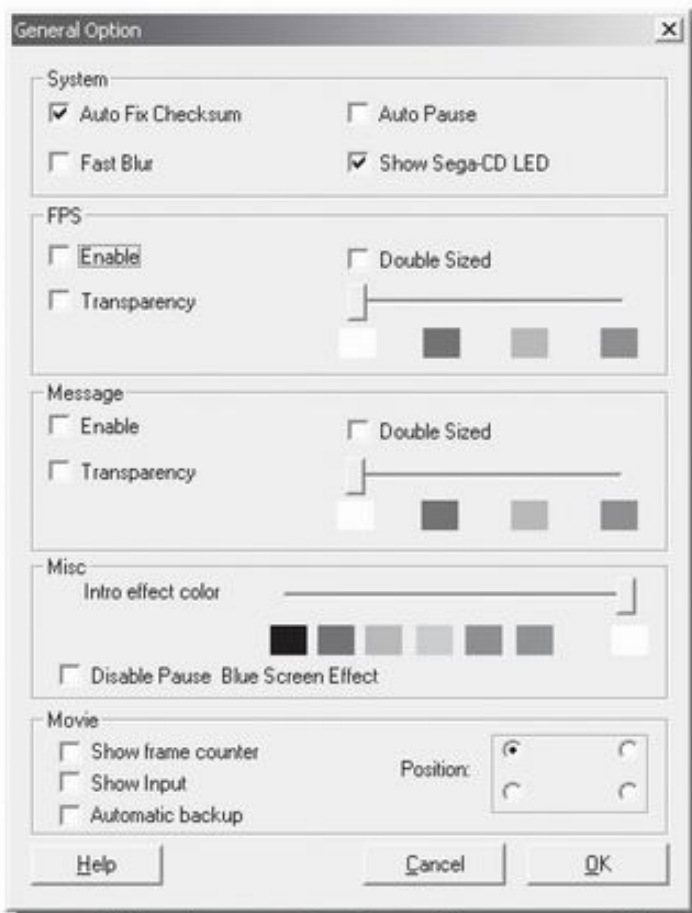 General Option
System
Auto Fix Checksum
Auto Pause
Fast Blur
Show Sega-CD LED
FPS
Enable
Double Sized
Transparency
Message
Enable
Double Sized
Transparency
Misc
Intro effect color
Disable Pause Blue Screen Effect
Movie
Show frame counter
Show Input
Automatic backup
Position:
Help
Cancel
OK